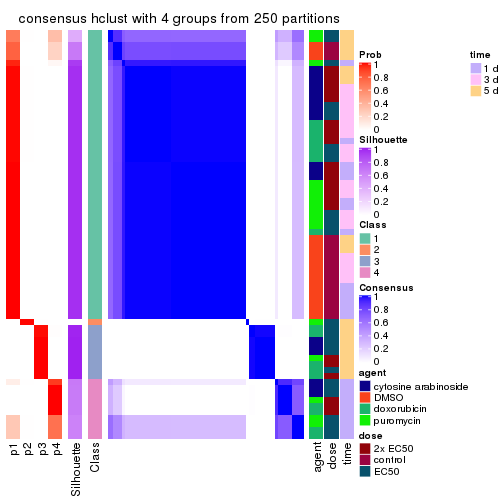 consensus hclust with 4 groups from 250 partitions
Prob
1
0.8
0.6
0.4
0.2
0
Silhouette
1
0.8
0.6
0.4
0.2
0
Class
1
2
3
4
Consensus
1
0.8
0.6
0.4
0.2
0
agent
cytosine arabinoside
DMSO
doxorubicin
puromycin
dose
2x EC50
control
EC50
time
1 d
3 d
5 d
p1
p2
p3
p4
Silhouette
Class
agent
dose
time